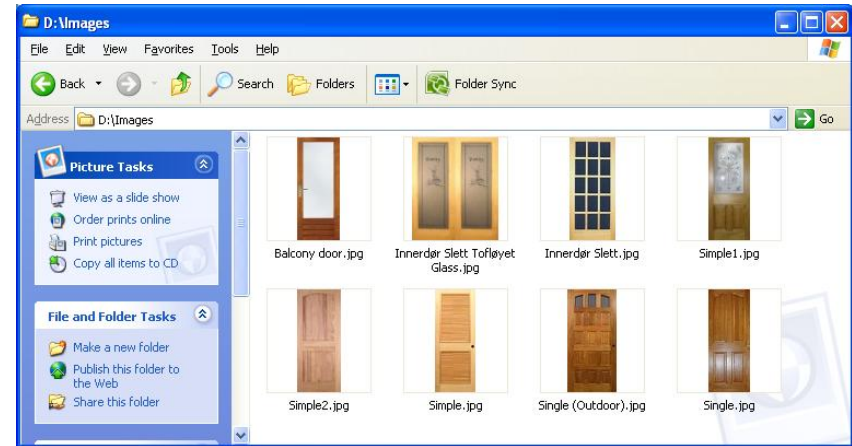 D:\Images
File Edit View Favorites Tools Help
Back Search Folders Folder Sync
Address D:\Images Go
Picture Tasks
View as a slide show
Order prints online
Print pictures
Copy all items to CD
File and Folder Tasks
Make a new folder
Publish this folder to
the Web
Share this folder
Balcony door.jpg
Innerdør Slett Tofløyet
Glass.jpg
Innerdør Slett.jpg
Simple1.jpg
Simple2.jpg
Simple.jpg
Single (Outdoor).jpg
Single.jpg